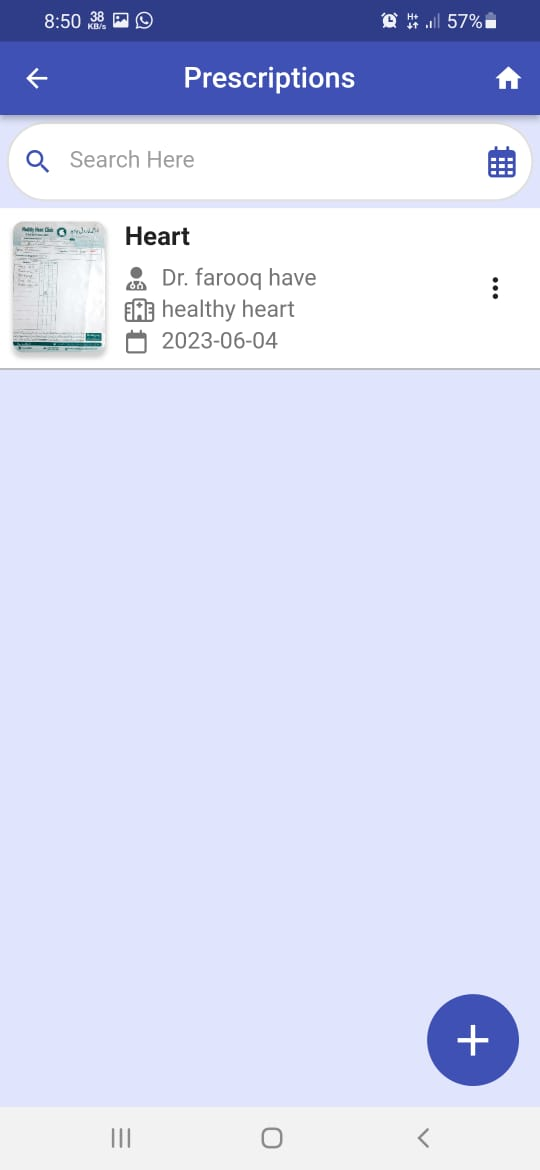 8:50 38 KB/s H+ 57%
Prescriptions
Search Here
Heart
Dr. farooq have
healthy heart
2023-06-04